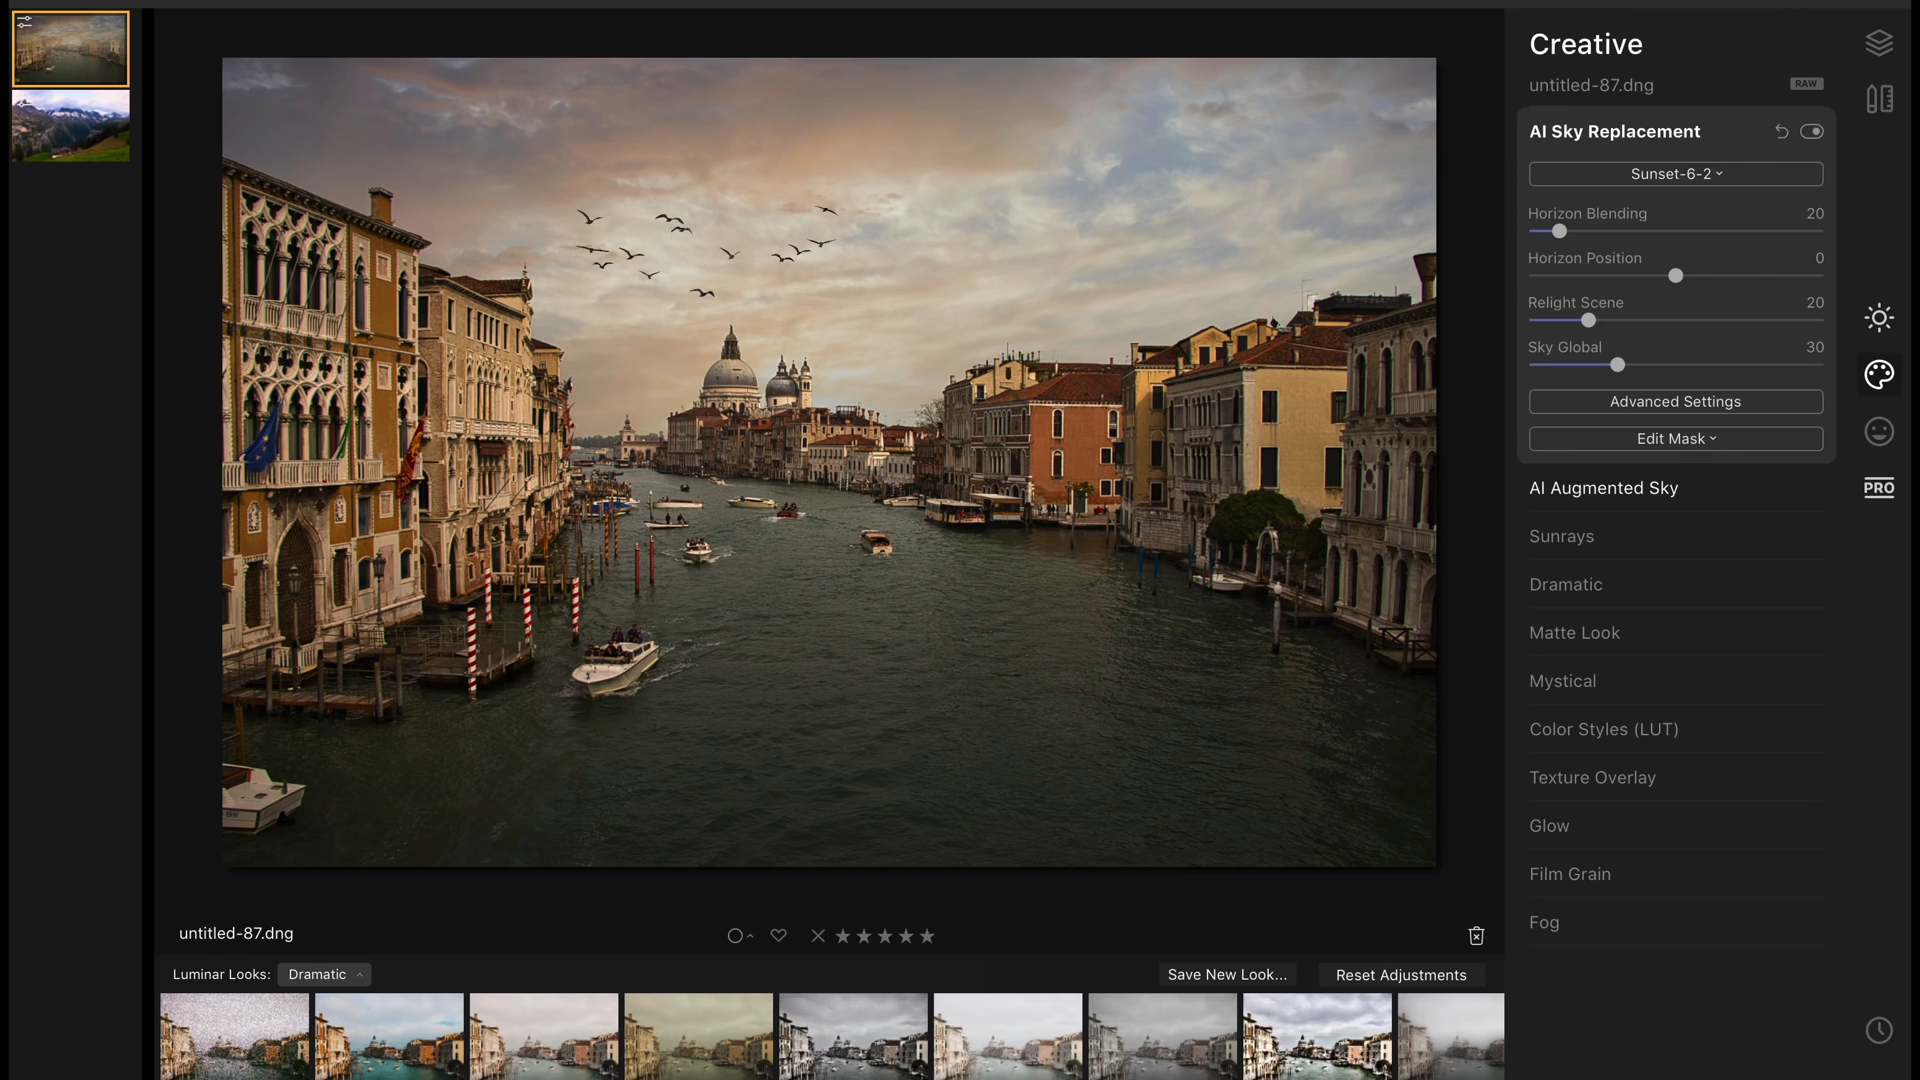 Creative
untitled-87.dng
RAW
AI Sky Replacement
Sunset-6-2
Horizon Blending 20
Horizon Position 0
Relight Scene 20
Sky Global 30
Advanced Settings
Edit Mask
AI Augmented Sky
PRO
Sunrays
Dramatic
Matte Look
Mystical
Color Styles (LUT)
Texture Overlay
Glow
Film Grain
Fog
untitled-87.dng
Luminar Looks: Dramatic
Save New Look...
Reset Adjustments